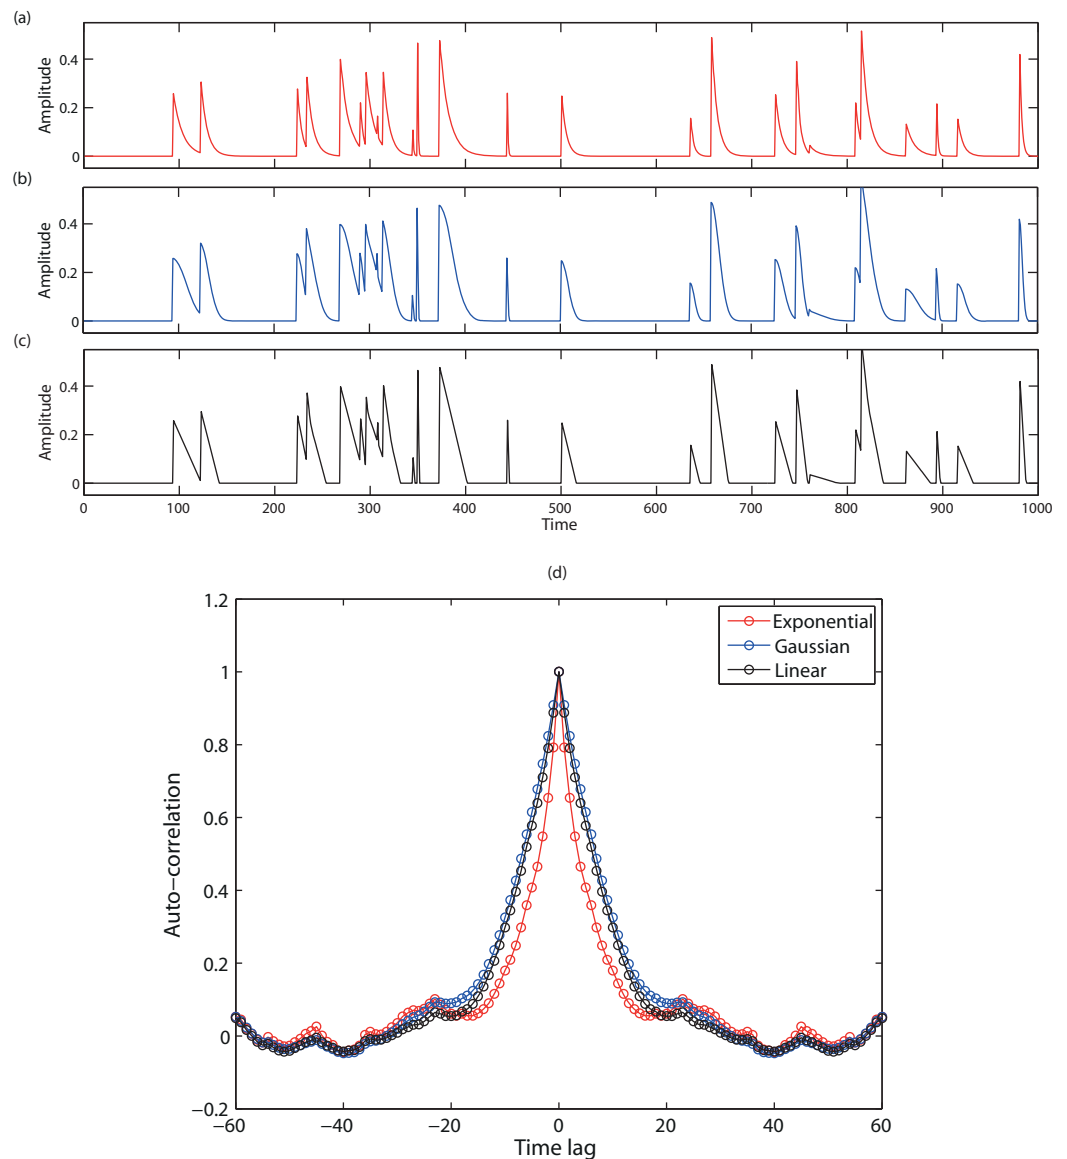 (a)
Amplitude
0.4
0.2
0
(b)
Amplitude
0.4
0.2
0
(c)
Amplitude
0.4
0.2
0
0 100 200 300 400 500 600 700 800 900 1000
Time
(d)
Exponential
Gaussian
Linear
Auto−correlation
1.2
1
0.8
0.6
0.4
0.2
0
−0.2
−60 −40 −20 0 20 40 60
Time lag